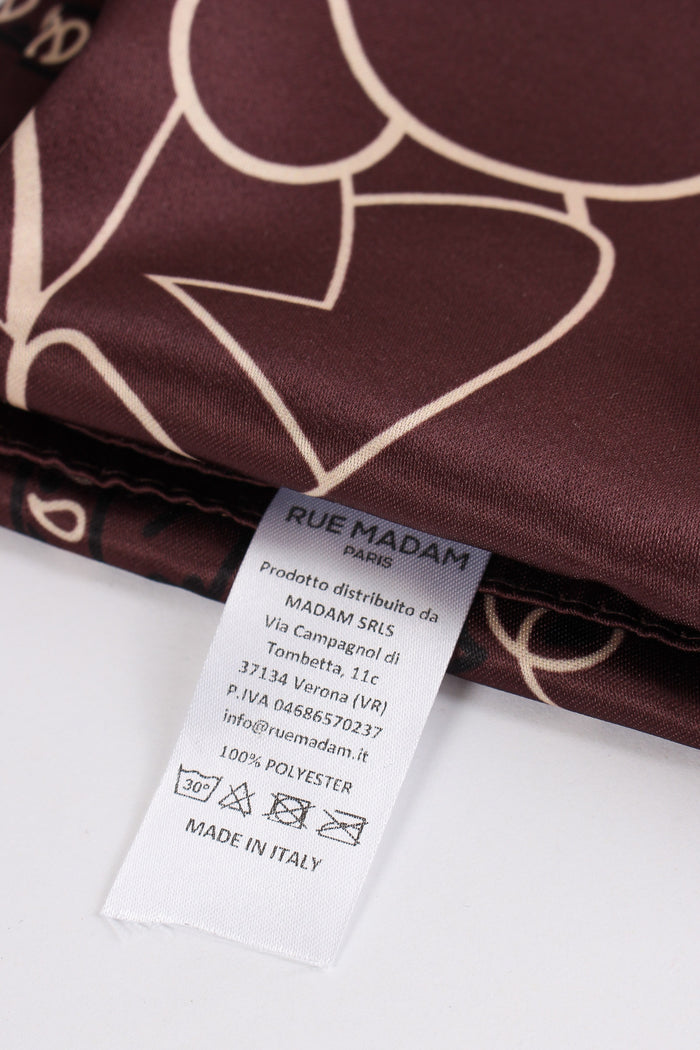 RUE MADAM
PARIS
Prodotto distribuito da
MADAM SRLS
Via Campagnol di
Tombetta, 11c
37134 Verona (VR)
P.IVA 04686570237
info@ruemadam.it
100% POLYESTER
30°
MADE IN ITALY